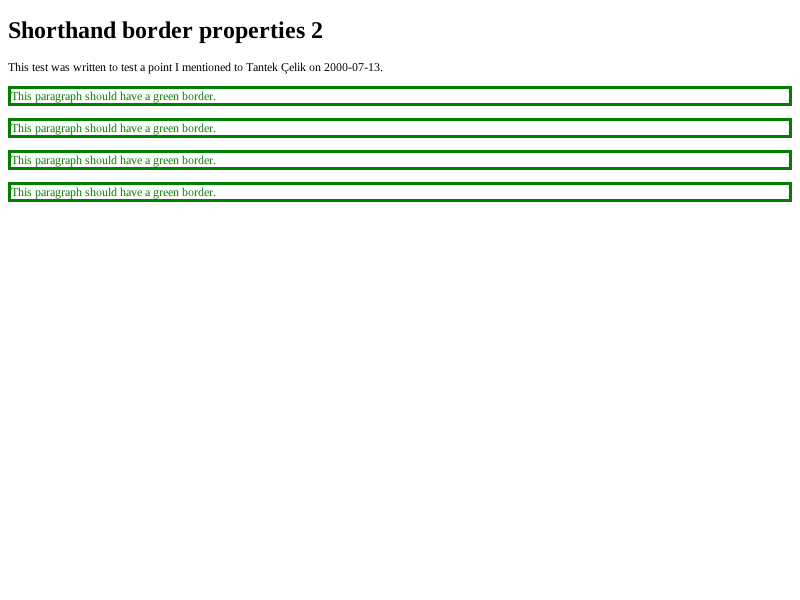 Shorthand border properties 2
This test was written to test a point I mentioned to Tantek Çelik on 2000-07-13.
This paragraph should have a green border.
This paragraph should have a green border.
This paragraph should have a green border.
This paragraph should have a green border.